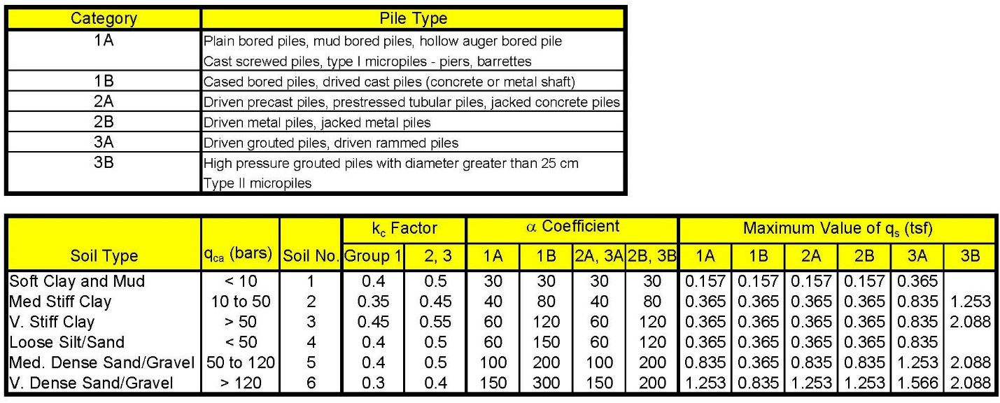 Category Pile Type
1A Plain bored piles, mud bored piles, hollow auger bored pile
Cast screwed piles, type I micropiles - piers, barrettes
1B Cased bored piles, drived cast piles (concrete or metal shaft)
2A Driven precast piles, prestressed tubular piles, jacked concrete piles
2B Driven metal piles, jacked metal piles
3A Driven grouted piles, driven rammed piles
3B High pressure grouted piles with diameter greater than 25 cm
Type II micropiles
kc Factor α Coefficient Maximum Value of qs (tsf)
Soil Type qca (bars) Soil No. Group 1 2, 3 1A 1B 2A, 3A 2B, 3B 1A 1B 2A 2B 3A 3B
Soft Clay and Mud < 10 1 0.4 0.5 30 30 30 30 0.157 0.157 0.157 0.157 0.365
Med Stiff Clay 10 to 50 2 0.35 0.45 40 80 40 80 0.365 0.365 0.365 0.365 0.835 1.253
V. Stiff Clay > 50 3 0.45 0.55 60 120 60 120 0.365 0.365 0.365 0.365 0.835 2.088
Loose Silt/Sand < 50 4 0.4 0.5 60 150 60 120 0.365 0.365 0.365 0.365 0.835
Med. Dense Sand/Gravel 50 to 120 5 0.4 0.5 100 200 100 200 0.835 0.365 0.835 0.835 1.253 2.088
V. Dense Sand/Gravel > 120 6 0.3 0.4 150 300 150 200 1.253 0.835 1.253 1.253 1.566 2.088